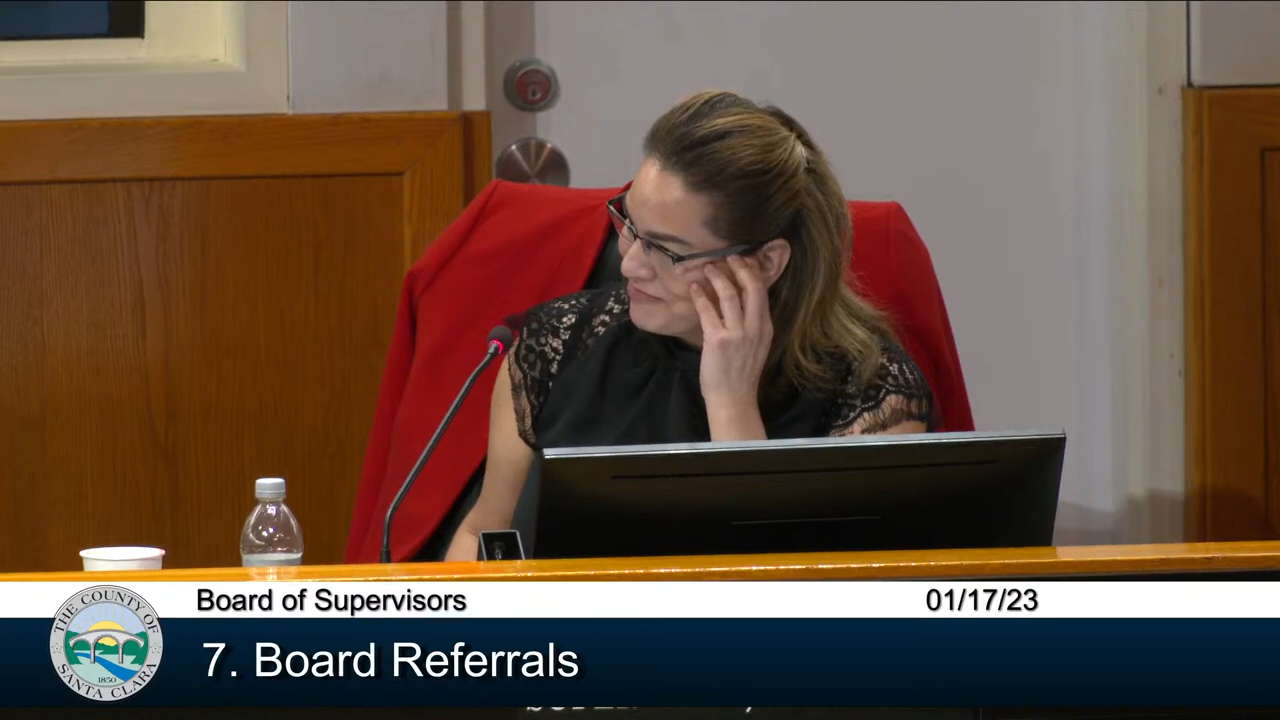 Board of Supervisors
01/17/23
THE COUNTY OF
SANTA CLARA
1850
7. Board Referrals